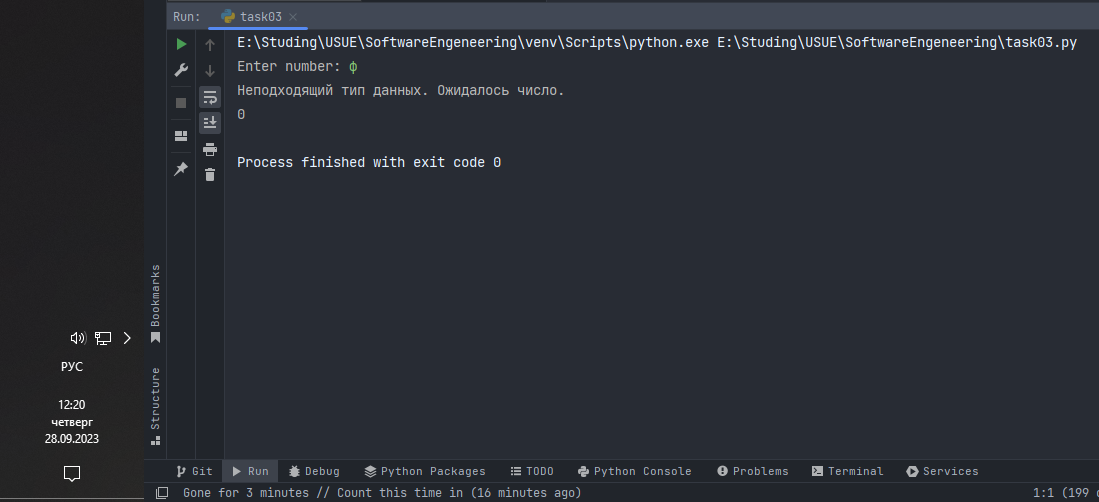 Run:
task03
E:\Studing\USUE\SoftwareEngeneering\venv\Scripts\python.exe E:\Studing\USUE\SoftwareEngeneering\task03.py
Enter number: ф
Неподходящий тип данных. Ожидалось число.
0
Process finished with exit code 0
Bookmarks
Structure
РУС
12:20
четверг
28.09.2023
Git
Run
Debug
Python Packages
TODO
Python Console
Problems
Terminal
Services
Gone for 3 minutes // Count this time in (16 minutes ago)
1:1 (199 c